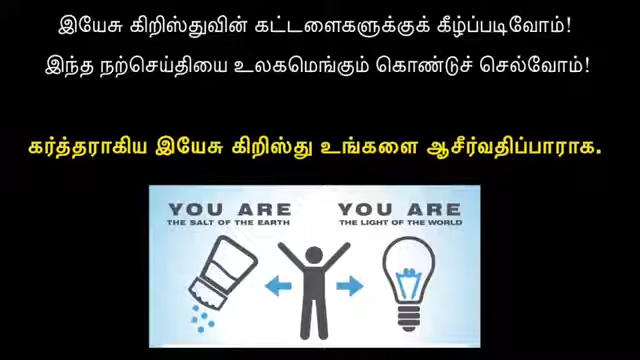 இயேசு கிறிஸ்துவின் கட்டளைகளுக்குக் கீழ்ப்படிவோம்!
இந்த நற்செய்தியை உலகமெங்கும் கொண்டுச் செல்வோம்!
கர்த்தராகிய இயேசு கிறிஸ்து உங்களை ஆசீர்வதிப்பாராக.
YOU ARE
THE SALT OF THE EARTH
YOU ARE
THE LIGHT OF THE WORLD